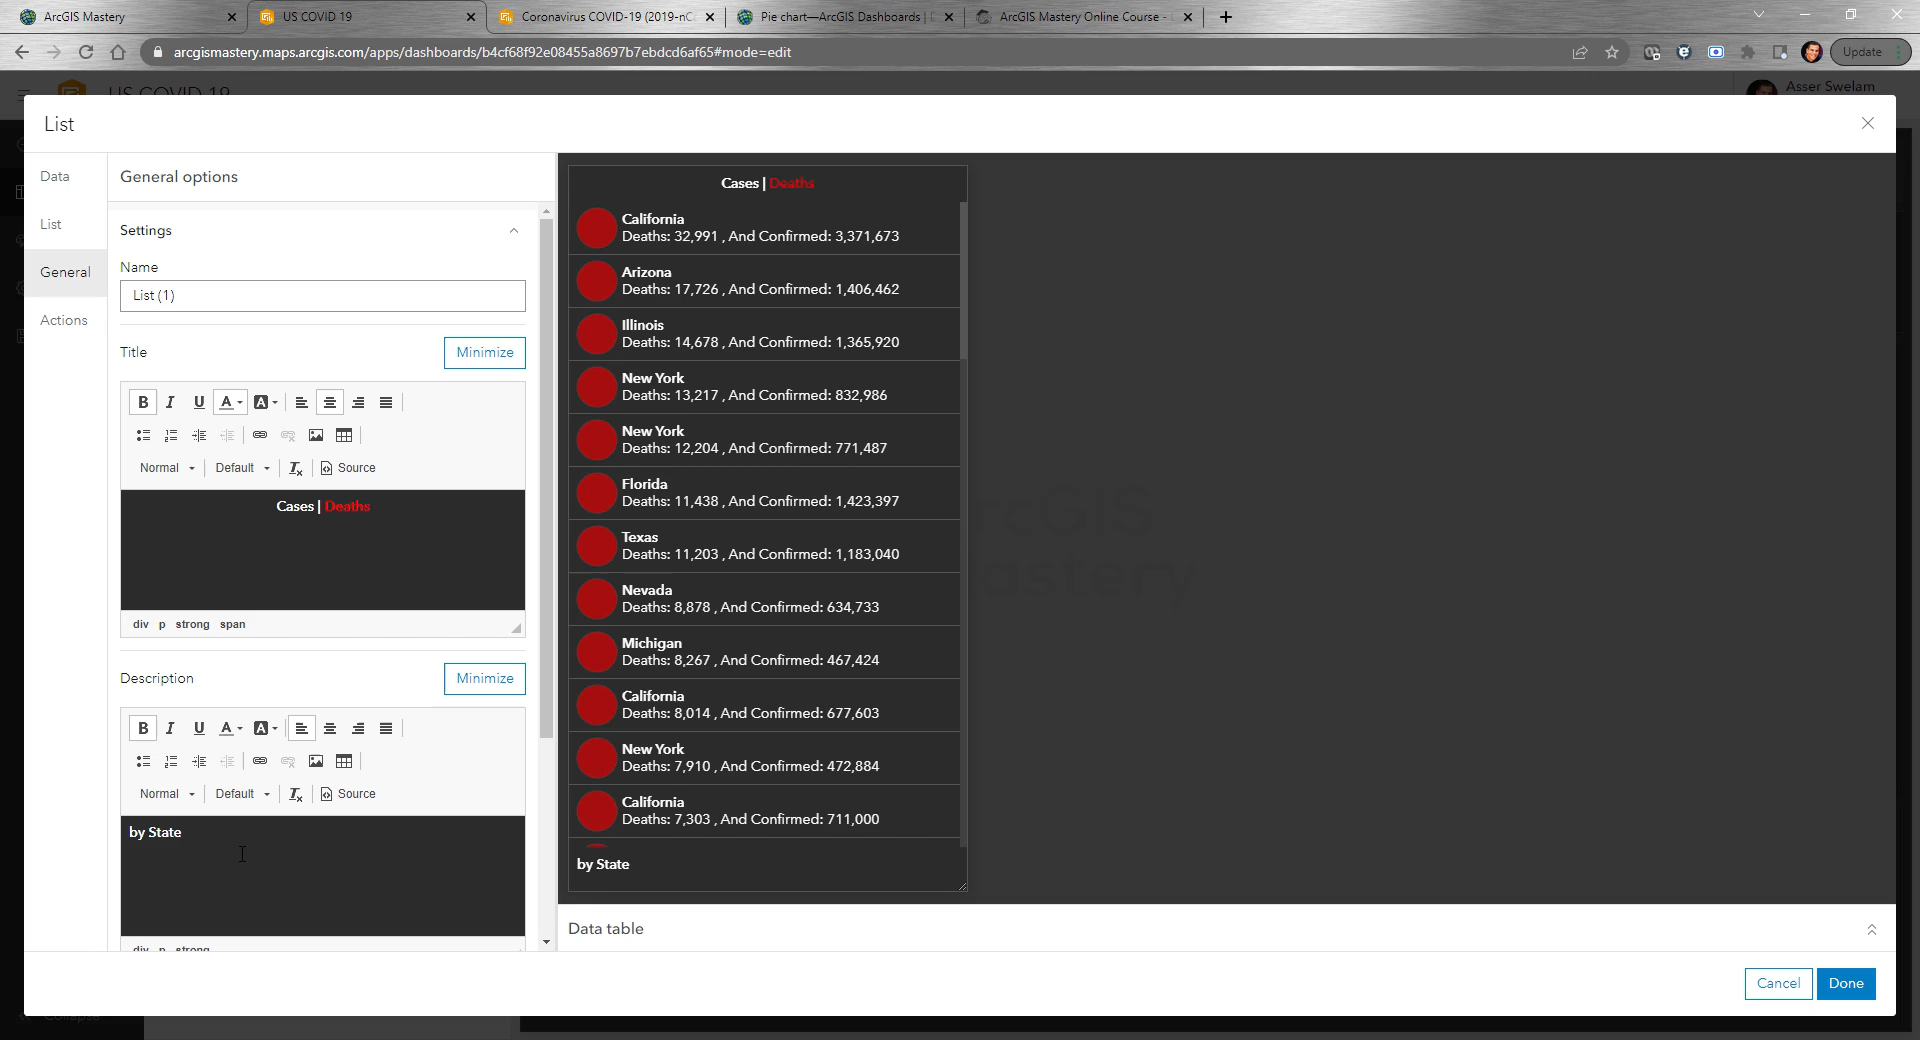 ArcGIS Mastery
US COVID 19
Coronavirus COVID-19 (2019-nC
Pie chart—ArcGIS Dashboards |
ArcGIS Mastery Online Course -
arcgismastery.maps.arcgis.com/apps/dashboards/b4cf68f92e08455a8697b7ebdcd6af65#mode=edit
Update
US COVID 19
Asser Swelam
List
Data
List
General
Actions
General options
Settings
Name
List (1)
Title
Minimize
B I U A A
Normal Default Source
Cases | Deaths
div p strong span
Description
Minimize
B I U A A
Normal Default Source
by State
div p strong
Cases | Deaths
California
Deaths: 32,991 , And Confirmed: 3,371,673
Arizona
Deaths: 17,726 , And Confirmed: 1,406,462
Illinois
Deaths: 14,678 , And Confirmed: 1,365,920
New York
Deaths: 13,217 , And Confirmed: 832,986
New York
Deaths: 12,204 , And Confirmed: 771,487
Florida
Deaths: 11,438 , And Confirmed: 1,423,397
Texas
Deaths: 11,203 , And Confirmed: 1,183,040
Nevada
Deaths: 8,878 , And Confirmed: 634,733
Michigan
Deaths: 8,267 , And Confirmed: 467,424
California
Deaths: 8,014 , And Confirmed: 677,603
New York
Deaths: 7,910 , And Confirmed: 472,884
California
Deaths: 7,303 , And Confirmed: 711,000
by State
rcGIS
astery
Data table
Cancel
Done
Collapse